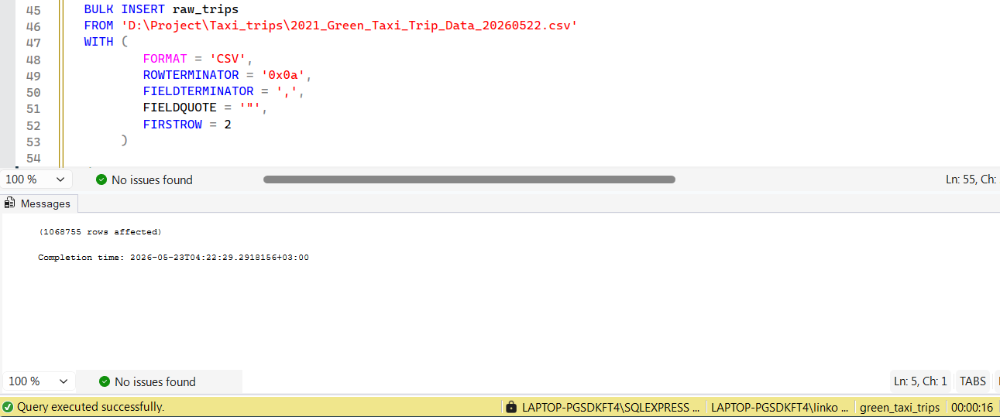 45 BULK INSERT raw_trips
46 FROM 'D:\Project\Taxi_trips\2021_Green_Taxi_Trip_Data_20260522.csv'
47 WITH (
48 FORMAT = 'CSV',
49 ROWTERMINATOR = '0x0a',
50 FIELDTERMINATOR = ',',
51 FIELDQUOTE = '"',
52 FIRSTROW = 2
53 )
54
100 % No issues found Ln: 55, Ch:
Messages
(1068755 rows affected)
Completion time: 2026-05-23T04:22:29.2918156+03:00
100 % No issues found Ln: 5, Ch: 1 TABS
Query executed successfully. LAPTOP-PGSDKFT4\SQLEXPRESS ... LAPTOP-PGSDKFT4\linko ... green_taxi_trips 00:00:16